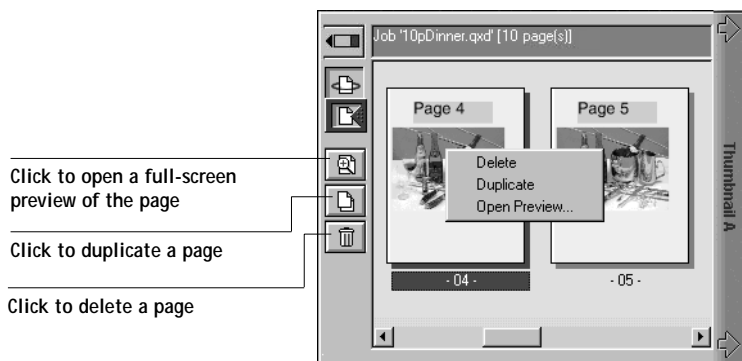 Job '10pDinner.qxd' [10 page(s)]
Page 4
Page 5
Delete
Duplicate
Open Preview...
Thumbnail A
Click to open a full-screen
preview of the page
Click to duplicate a page
Click to delete a page
- 04 -
- 05 -